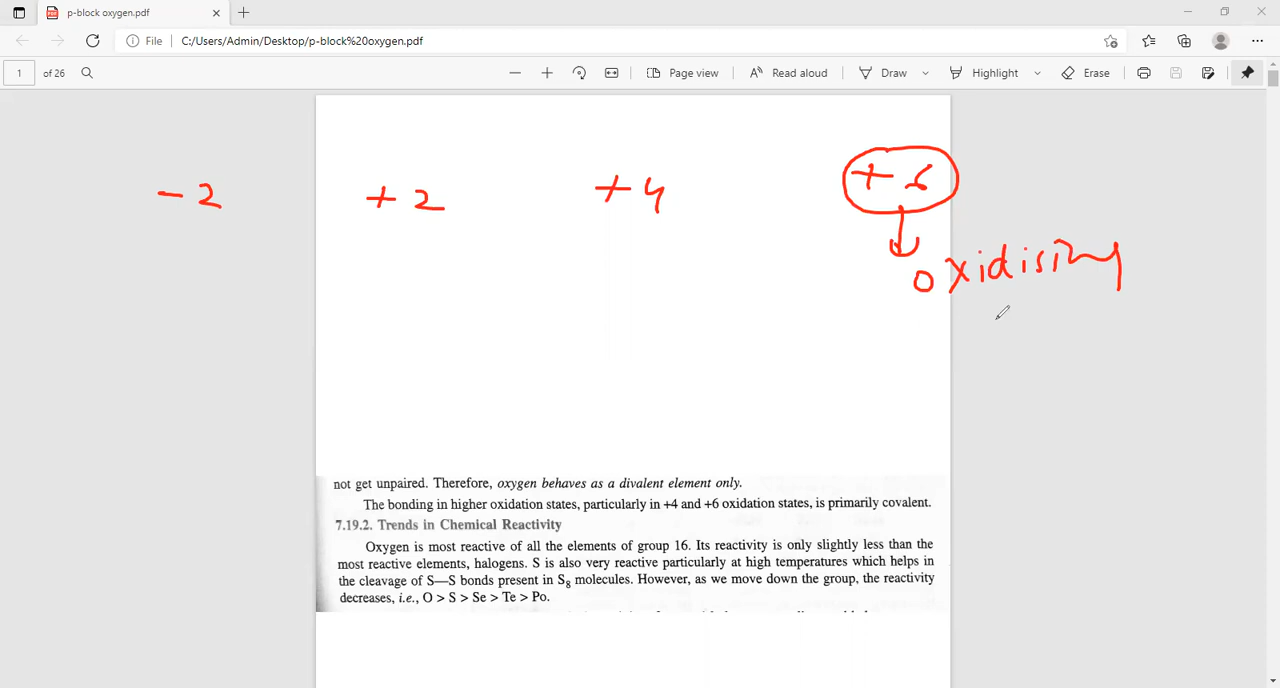 p-block oxygen.pdf
File C:/Users/Admin/Desktop/p-block%20oxygen.pdf
1 of 26 Page view Read aloud Draw Highlight Erase
- 2 + 2 + 4 + 6
oxidising
not get unpaired. Therefore, oxygen behaves as a divalent element only.
The bonding in higher oxidation states, particularly in +4 and +6 oxidation states, is primarily covalent.
7.19.2. Trends in Chemical Reactivity
Oxygen is most reactive of all the elements of group 16. Its reactivity is only slightly less than the
most reactive elements, halogens. S is also very reactive particularly at high temperatures which helps in
the cleavage of S—S bonds present in S₈ molecules. However, as we move down the group, the reactivity
decreases, i.e., O > S > Se > Te > Po.